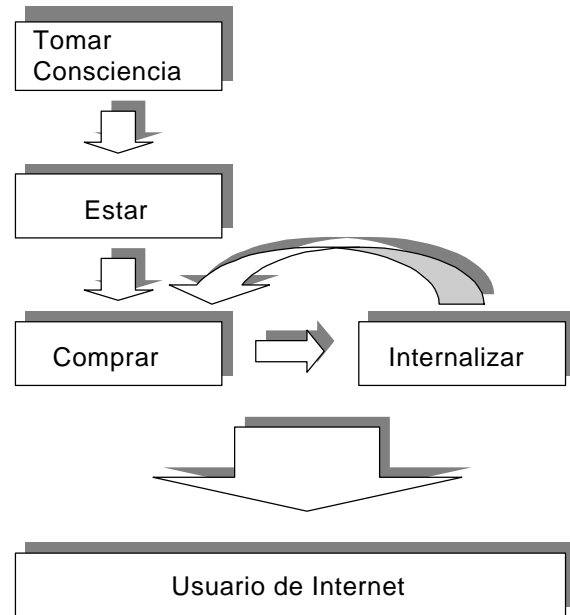 Tomar
Consciencia
Estar
Comprar
Internalizar
Usuario de Internet